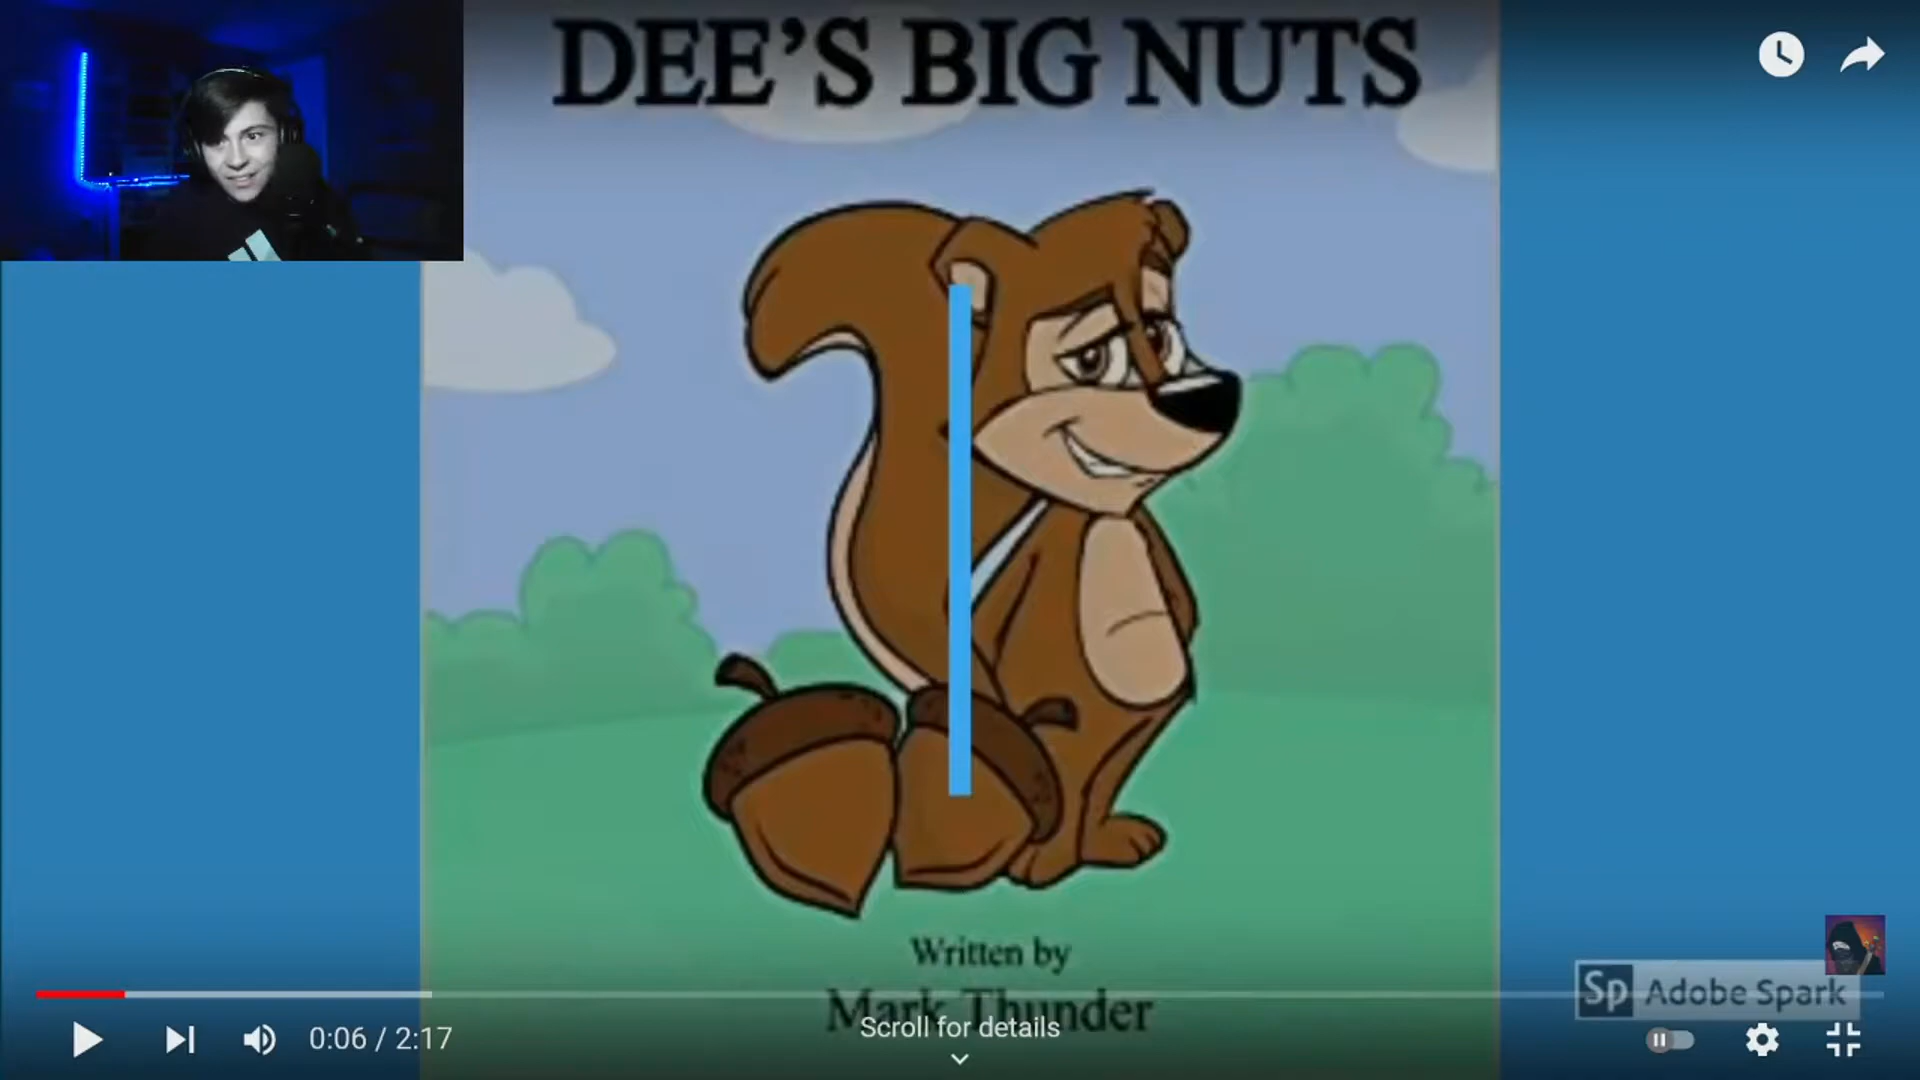 DEE'S BIG NUTS
Written by
Mark Thunder
Scroll for details
Sp Adobe Spark
0:06 / 2:17